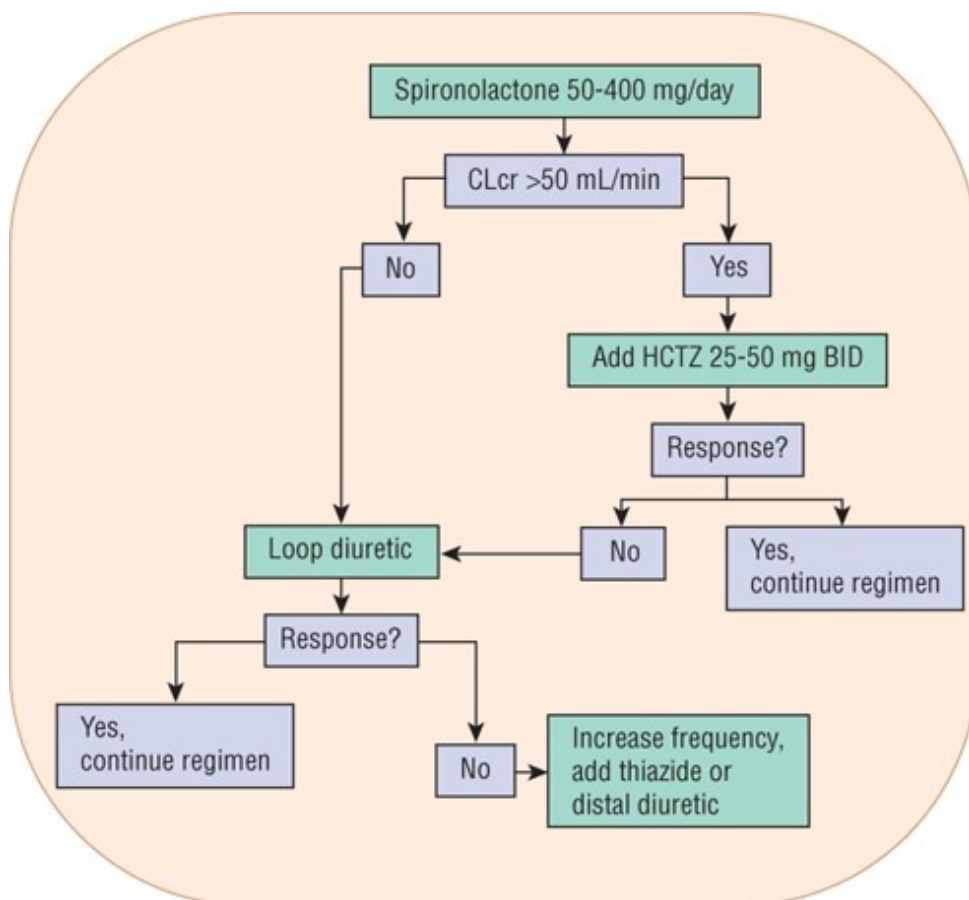 Spironolactone 50-400 mg/day
CLcr >50 mL/min
No
Yes
Add HCTZ 25-50 mg BID
Response?
No
Yes,
continue regimen
Loop diuretic
Response?
Yes,
continue regimen
No
Increase frequency,
add thiazide or
distal diuretic